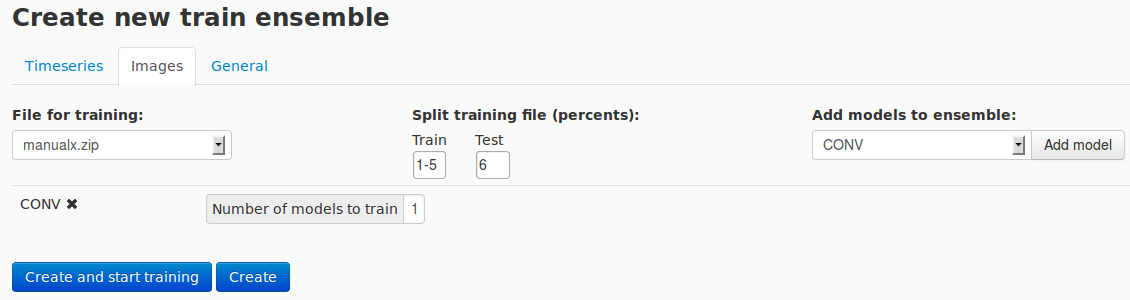 Create new train ensemble
Timeseries Images General
File for training: Split training file (percents): Add models to ensemble:
Train Test
manualx.zip 1-5 6 CONV Add model
CONV ✖ Number of models to train 1
Create and start training Create